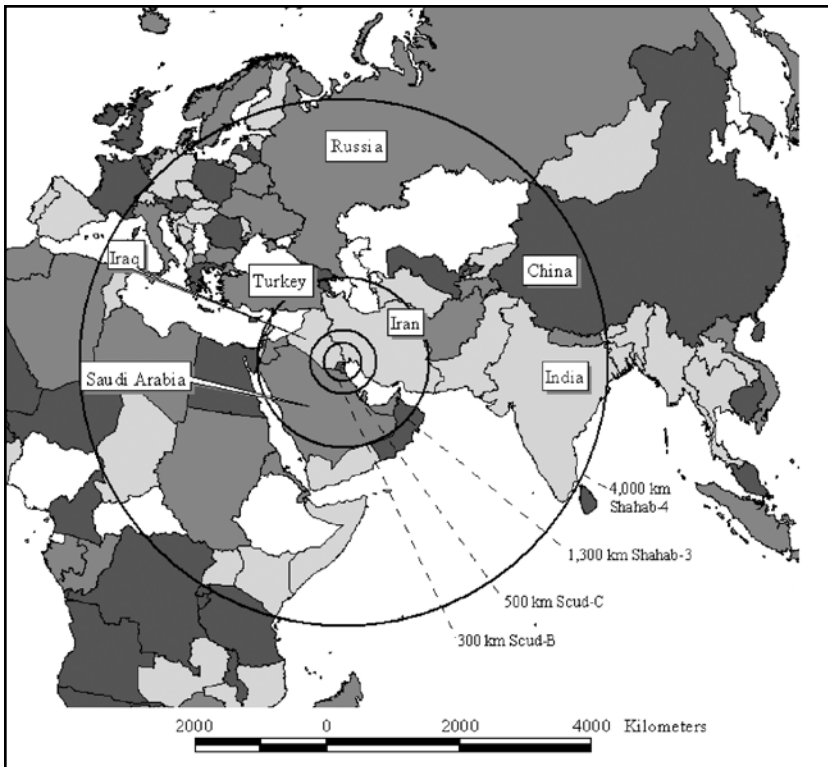 Russia
Iraq
Turkey
China
Iran
Saudi Arabia
India
4,000 km
Shahab-4
1,300 km Shahab-3
500 km Scud-C
300 km Scud-B
2000 0 2000 4000 Kilometers